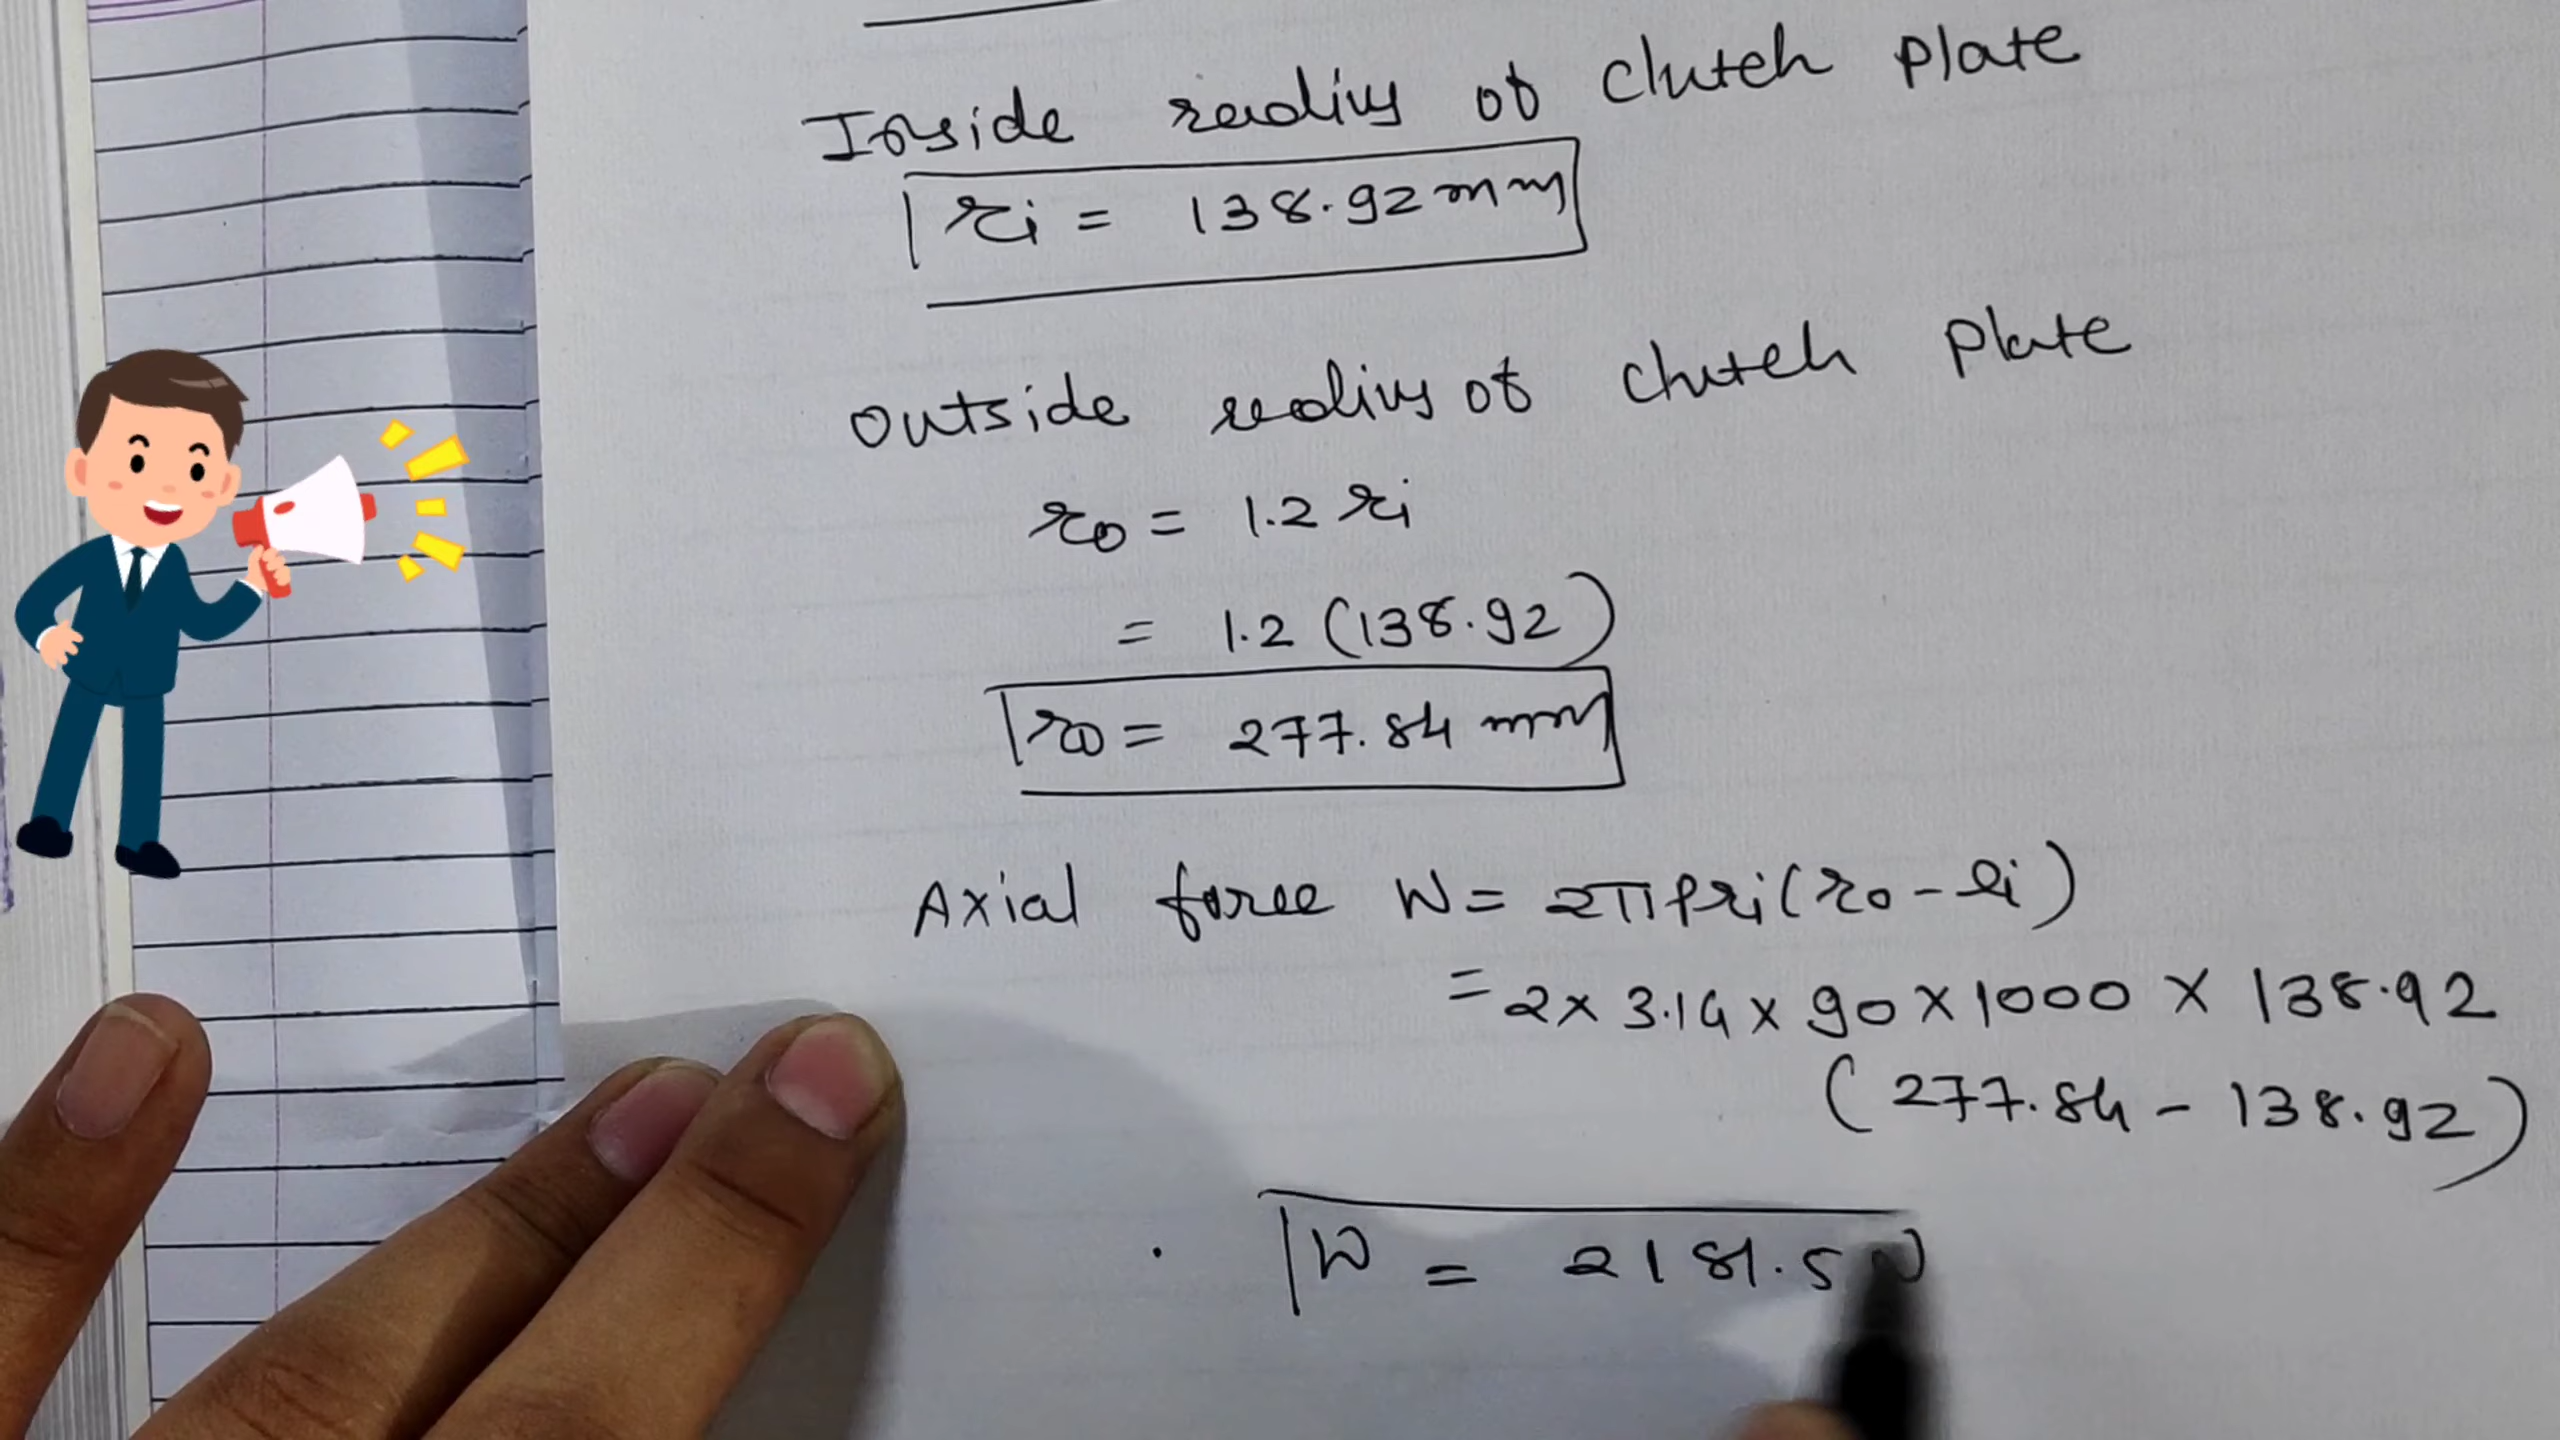 Inside radius of clutch plate
ri = 138.92 mm
outside radius of clutch plate
ro = 1.2 ri
= 1.2 (138.92)
ro = 277.84 mm
Axial force W = 2πpri(ro - ri)
= 2 x 3.14 x 90 x 1000 x 138.92
(277.84 - 138.92)
W = 2181.5 N